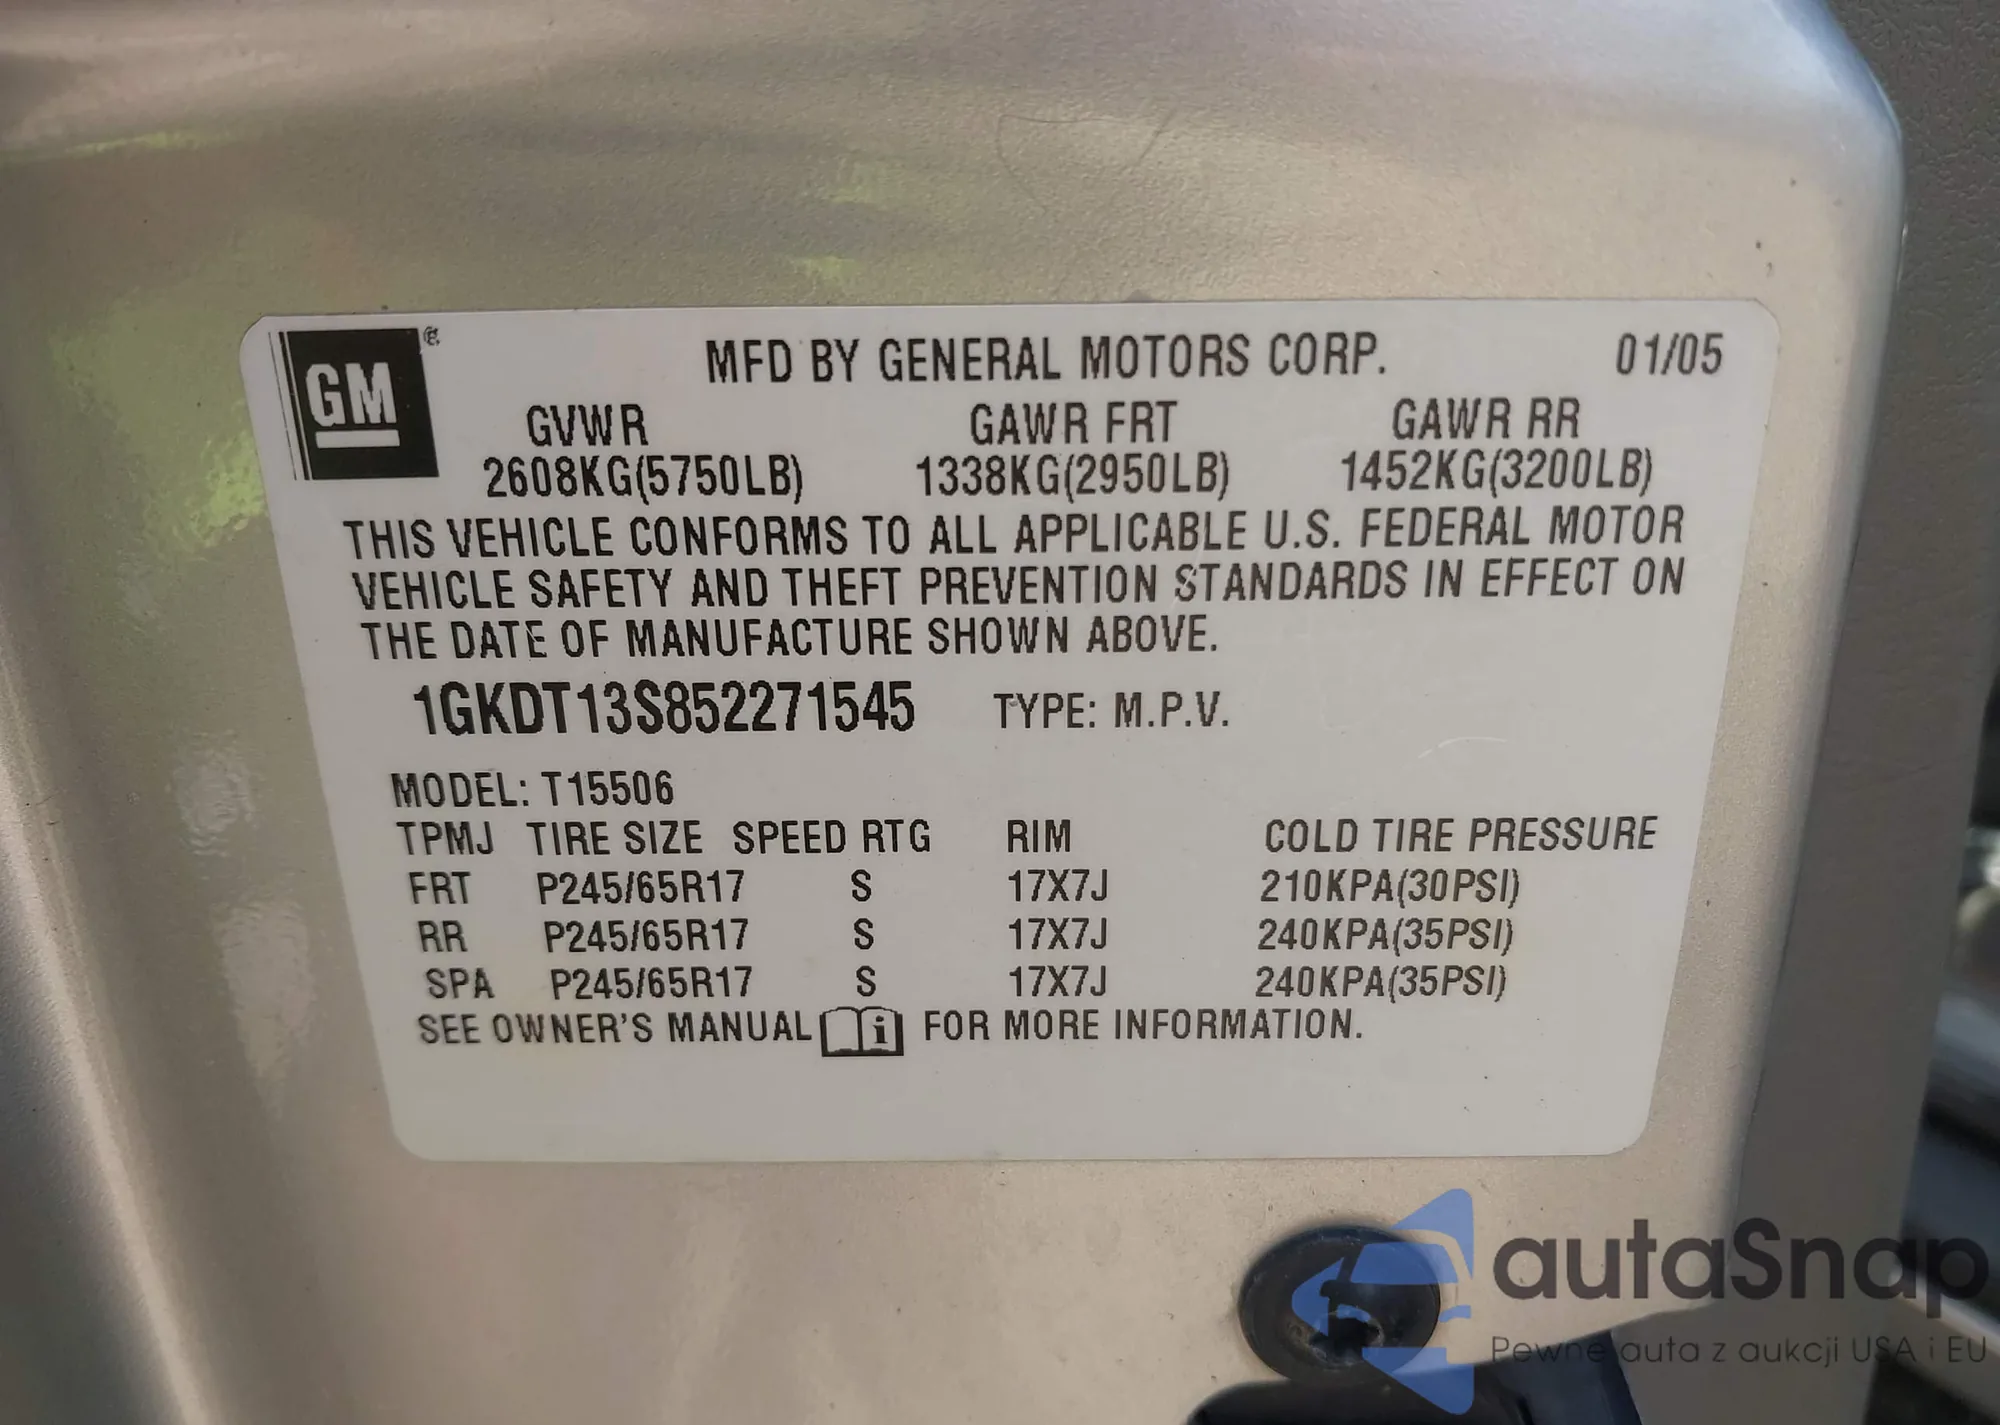 GM
MFD BY GENERAL MOTORS CORP. 01/05
GVWR GAWR FRT GAWR RR
2608KG(5750LB) 1338KG(2950LB) 1452KG(3200LB)
THIS VEHICLE CONFORMS TO ALL APPLICABLE U.S. FEDERAL MOTOR
VEHICLE SAFETY AND THEFT PREVENTION STANDARDS IN EFFECT ON
THE DATE OF MANUFACTURE SHOWN ABOVE.
1GKDT13S852271545 TYPE: M.P.V.
MODEL: T15506
TPMJ TIRE SIZE SPEED RTG RIM COLD TIRE PRESSURE
FRT P245/65R17 S 17X7J 210KPA(30PSI)
RR P245/65R17 S 17X7J 240KPA(35PSI)
SPA P245/65R17 S 17X7J 240KPA(35PSI)
SEE OWNER'S MANUAL i FOR MORE INFORMATION.
autaSnap
Pewne auta z aukcji USA i EU